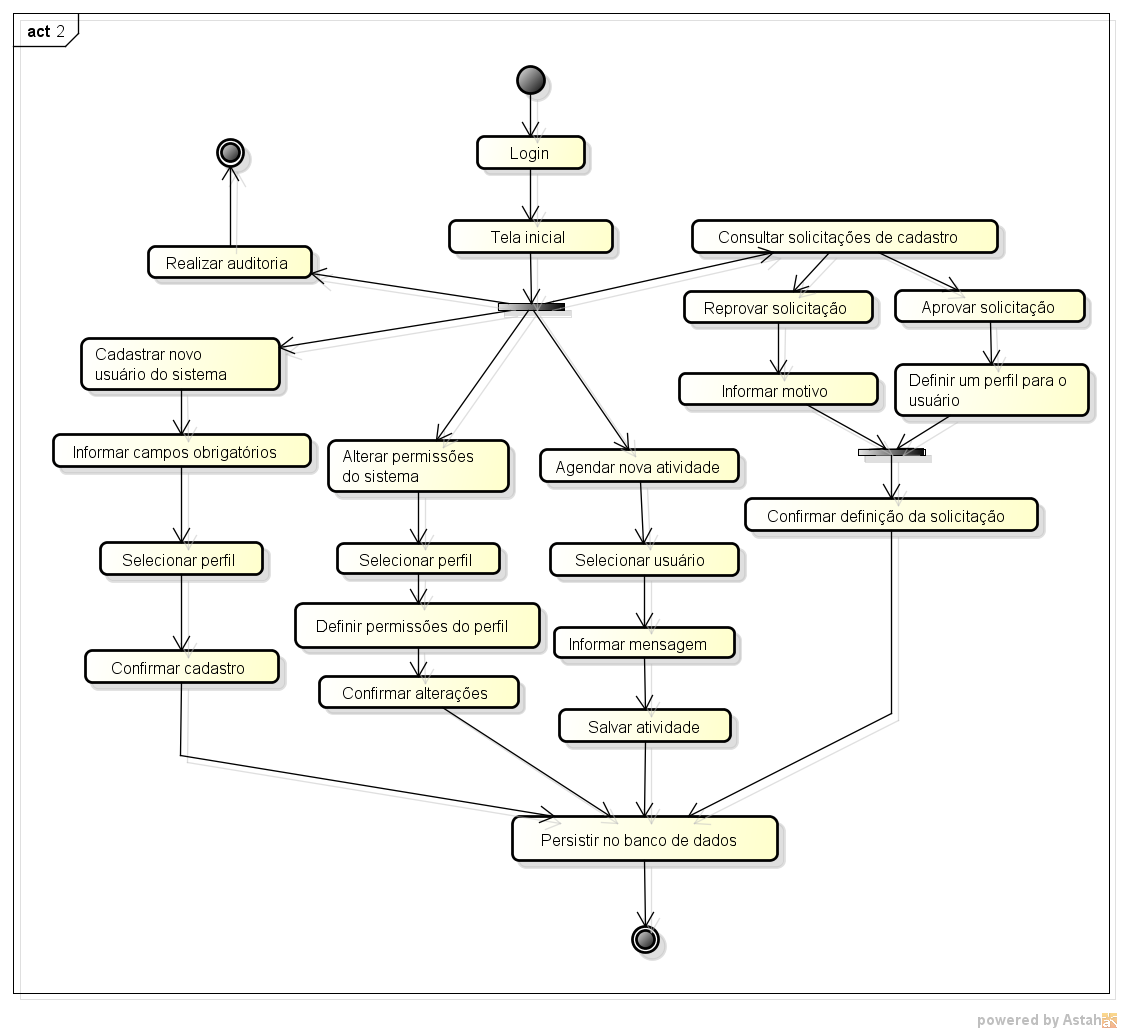 act 2
Login
Tela inicial
Consultar solicitações de cadastro
Realizar auditoria
Reprovar solicitação
Aprovar solicitação
Cadastrar novo
usuário do sistema
Informar motivo
Definir um perfil para o
usuário
Informar campos obrigatórios
Alterar permissões
do sistema
Agendar nova atividade
Confirmar definição da solicitação
Selecionar perfil
Selecionar perfil
Selecionar usuário
Definir permissões do perfil
Informar mensagem
Confirmar cadastro
Confirmar alterações
Salvar atividade
Persistir no banco de dados
powered by Astah